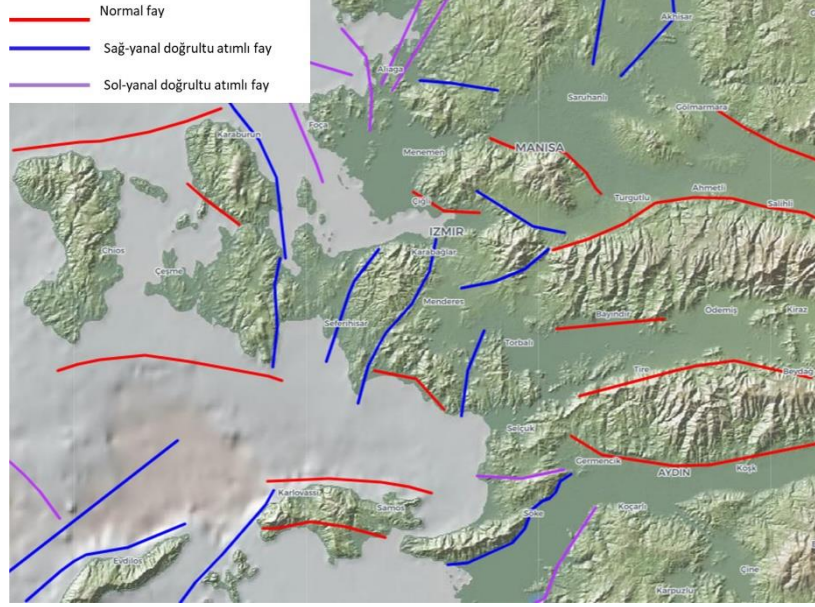 Normal fay
Sağ-yanal doğrultu atımlı fay
Sol-yanal doğrultu atımlı fay
Akhisar
Aliağa
Saruhanlı
Gölmarmara
Foça
Karaburun
Menemen
MANISA
Çiğli
Turgutlu
Ahmetli
Salihli
IZMIR
Karabağlar
Chios
Çeşme
Menderes
Seferihisar
Bayındır
Ödemiş
Kiraz
Torbalı
Tire
Beydağ
Selçuk
Germencik
AYDIN
Köşk
Karlovassi
Samos
Söke
Koçarlı
Evdilos
Çine
Karpuzlu